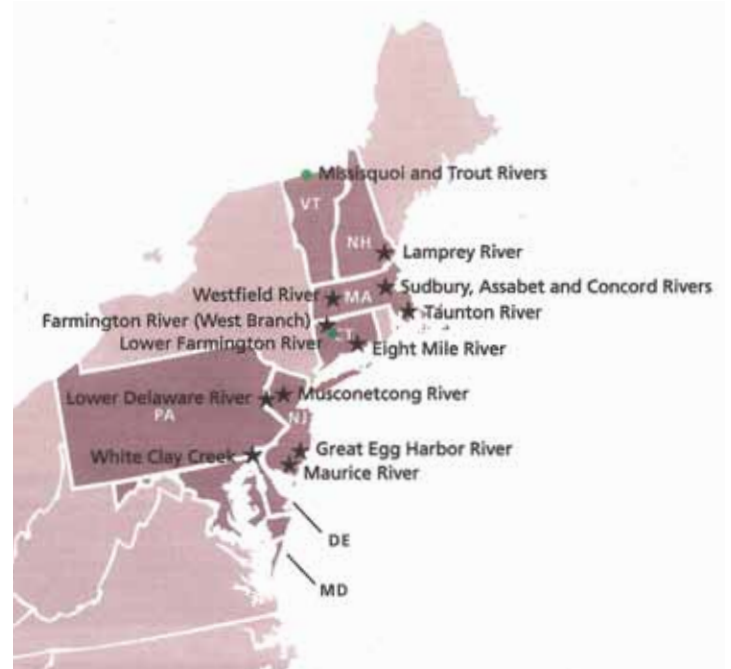 Missisquoi and Trout Rivers
VT
NH
Lamprey River
Sudbury, Assabet and Concord Rivers
Westfield River
MA
Taunton River
Farmington River (West Branch)
Lower Farmington River
CT
Eight Mile River
Lower Delaware River
Musconetcong River
PA
NJ
Great Egg Harbor River
White Clay Creek
Maurice River
DE
MD